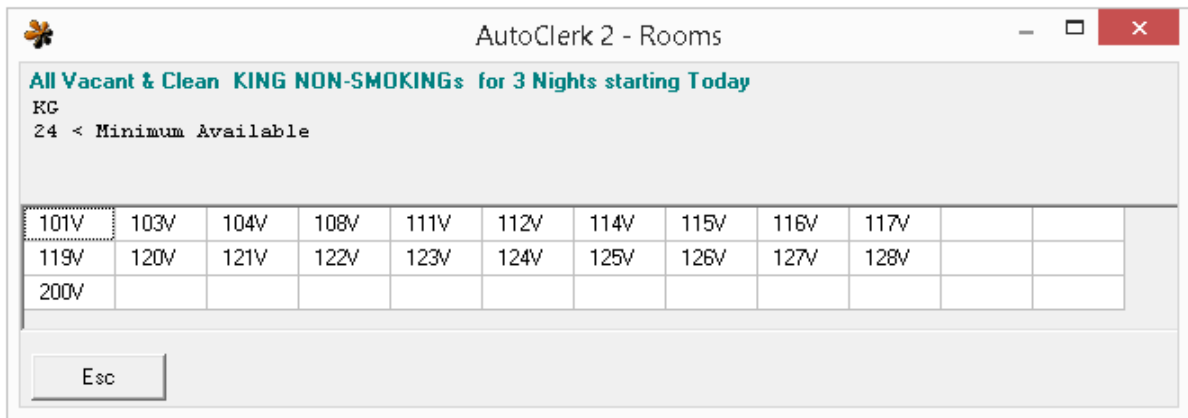 AutoClerk 2 - Rooms
All Vacant & Clean KING NON-SMOKINGs for 3 Nights starting Today
KG
24 < Minimum Available
101V 103V 104V 108V 111V 112V 114V 115V 116V 117V
119V 120V 121V 122V 123V 124V 125V 126V 127V 128V
200V
Esc